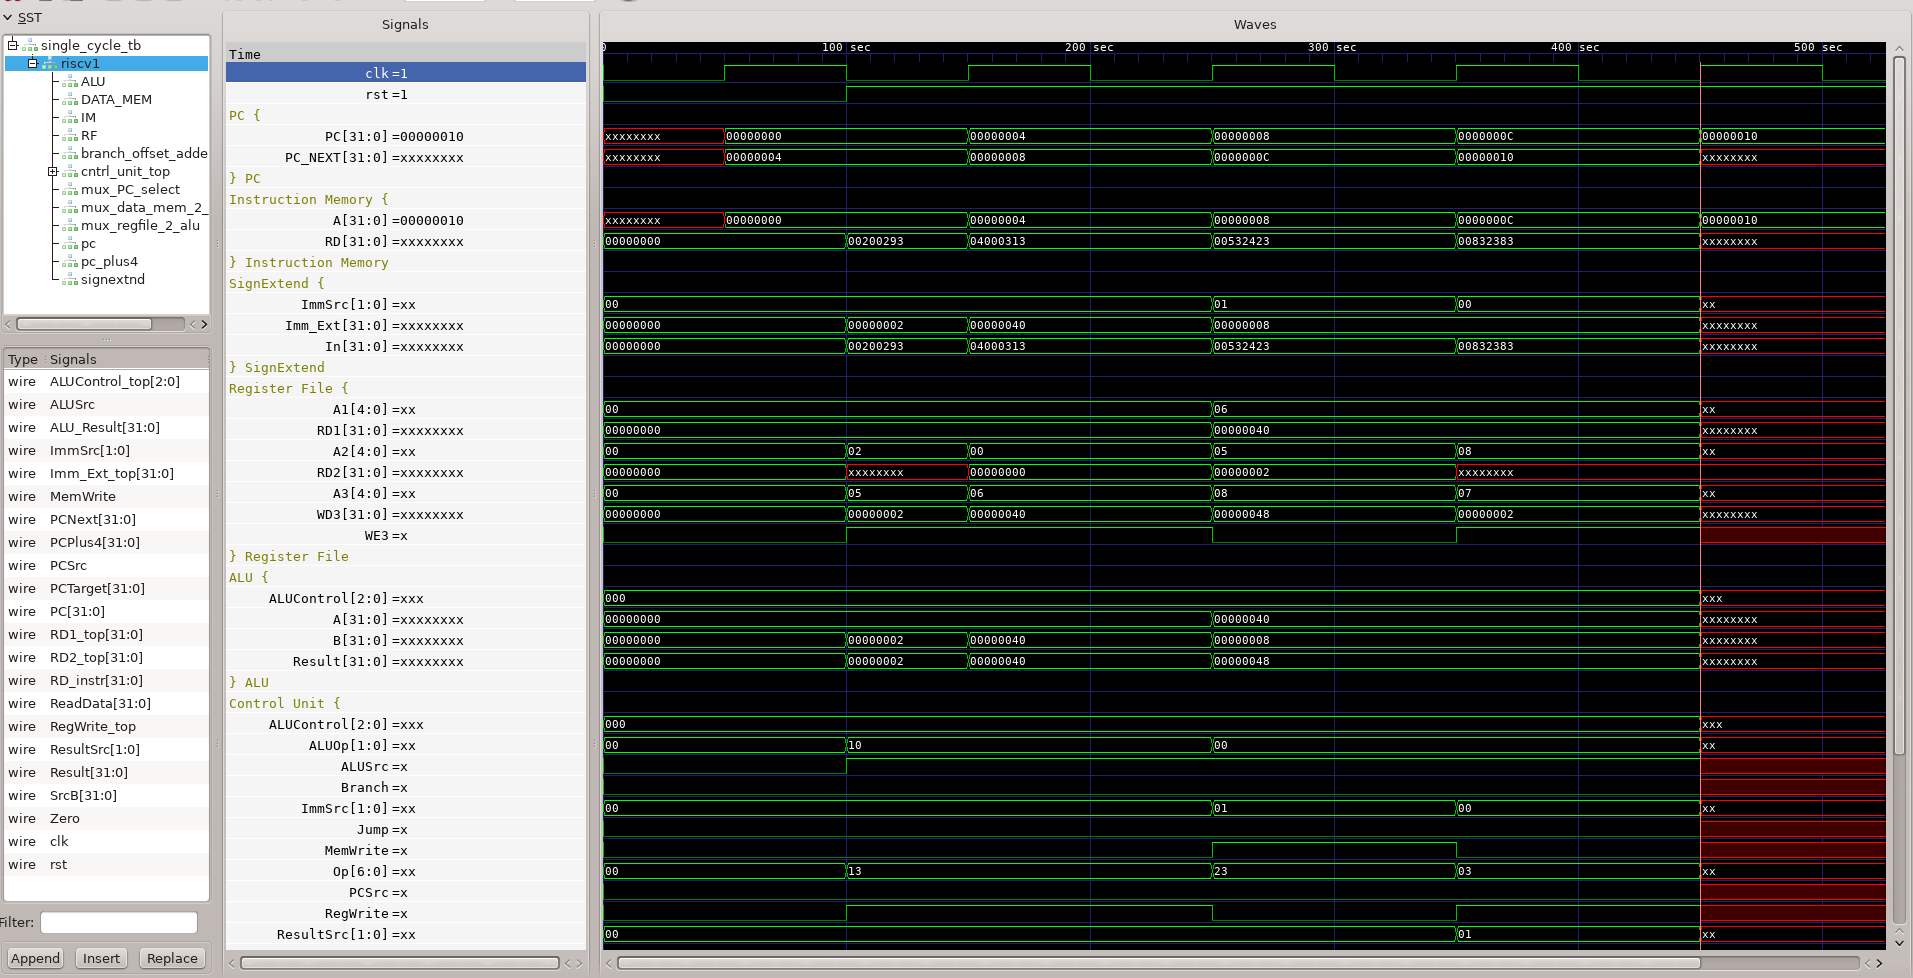 SST
single_cycle_tb
riscv1
ALU
DATA_MEM
IM
RF
branch_offset_adde
cntrl_unit_top
mux_PC_select
mux_data_mem_2_
mux_regfile_2_alu
pc
pc_plus4
signextnd
Type Signals
wire ALUControl_top[2:0]
wire ALUSrc
wire ALU_Result[31:0]
wire ImmSrc[1:0]
wire Imm_Ext_top[31:0]
wire MemWrite
wire PCNext[31:0]
wire PCPlus4[31:0]
wire PCSrc
wire PCTarget[31:0]
wire PC[31:0]
wire RD1_top[31:0]
wire RD2_top[31:0]
wire RD_instr[31:0]
wire ReadData[31:0]
wire RegWrite_top
wire ResultSrc[1:0]
wire Result[31:0]
wire SrcB[31:0]
wire Zero
wire clk
wire rst
Filter:
Append Insert Replace
Signals
Waves
Time
0 100 sec 200 sec 300 sec 400 sec 500 sec
clk=1
rst=1
PC {
PC[31:0]=00000010 xxxxxxxx 00000000 00000004 00000008 0000000C 00000010
PC_NEXT[31:0]=xxxxxxxx xxxxxxxx 00000004 00000008 0000000C 00000010 xxxxxxxx
} PC
Instruction Memory {
A[31:0]=00000010 xxxxxxxx 00000000 00000004 00000008 0000000C 00000010
RD[31:0]=xxxxxxxx 00000000 00200293 04000313 00532423 00832383 xxxxxxxx
} Instruction Memory
SignExtend {
ImmSrc[1:0]=xx 00 01 00 xx
Imm_Ext[31:0]=xxxxxxxx 00000000 00000002 00000040 00000008 xxxxxxxx
In[31:0]=xxxxxxxx 00000000 00200293 04000313 00532423 00832383 xxxxxxxx
} SignExtend
Register File {
A1[4:0]=xx 00 06 xx
RD1[31:0]=xxxxxxxx 00000000 00000040 xxxxxxxx
A2[4:0]=xx 00 02 00 05 08 xx
RD2[31:0]=xxxxxxxx 00000000 xxxxxxxx 00000000 00000002 xxxxxxxx
A3[4:0]=xx 00 05 06 08 07 xx
WD3[31:0]=xxxxxxxx 00000000 00000002 00000040 00000048 00000002 xxxxxxxx
WE3=x
} Register File
ALU {
ALUControl[2:0]=xxx 000 xxx
A[31:0]=xxxxxxxx 00000000 00000040 xxxxxxxx
B[31:0]=xxxxxxxx 00000000 00000002 00000040 00000008 xxxxxxxx
Result[31:0]=xxxxxxxx 00000000 00000002 00000040 00000048 xxxxxxxx
} ALU
Control Unit {
ALUControl[2:0]=xxx 000 xxx
ALUOp[1:0]=xx 00 10 00 xx
ALUSrc=x
Branch=x
ImmSrc[1:0]=xx 00 01 00 xx
Jump=x
MemWrite=x
Op[6:0]=xx 00 13 23 03 xx
PCSrc=x
RegWrite=x
ResultSrc[1:0]=xx 00 01 xx